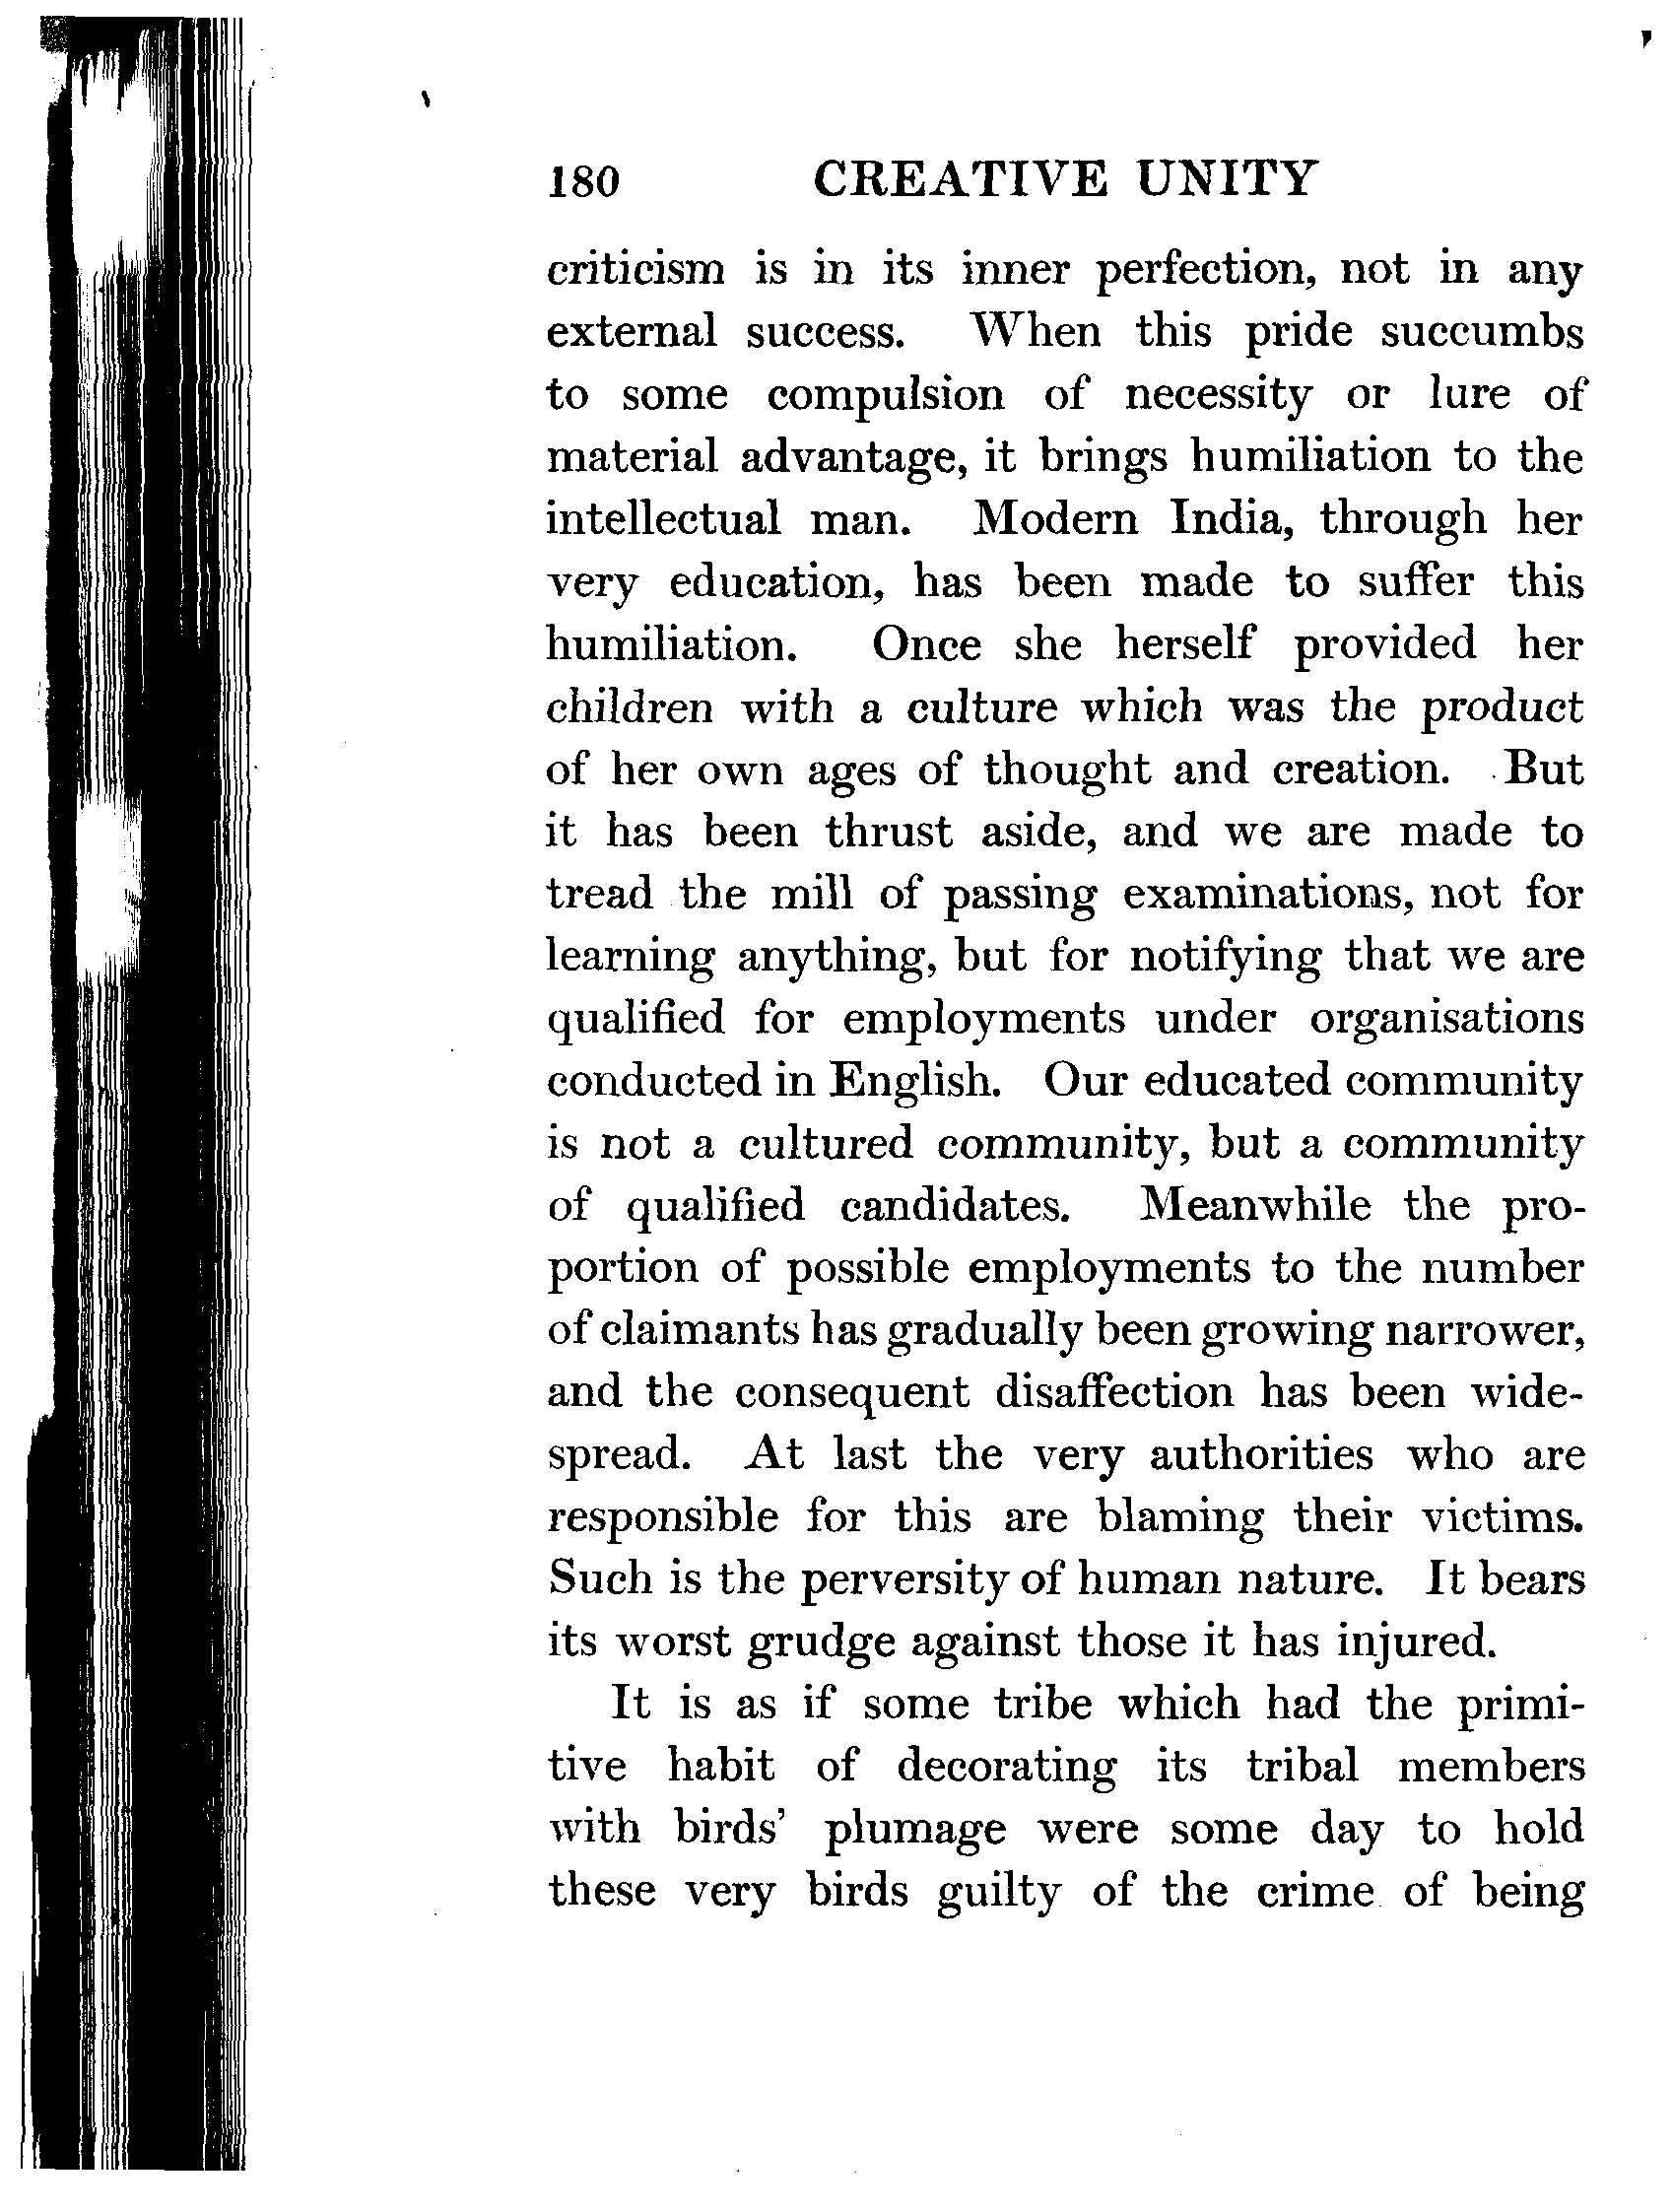 180 CREATIVE UNITY
criticism is in its inner perfection, not in any
external success. When this pride succumbs
to some compulsion of necessity or lure of
material advantage, it brings humiliation to the
intellectual man. Modern India, through her
very education, has been made to suffer this
humiliation. Once she herself provided her
children with a culture which was the product
of her own ages of thought and creation. But
it has been thrust aside, and we are made to
tread the mill of passing examinations, not for
learning anything, but for notifying that we are
qualified for employments under organisations
conducted in English. Our educated community
is not a cultured community, but a community
of qualified candidates. Meanwhile the pro-
portion of possible employments to the number
of claimants has gradually been growing narrower,
and the consequent disaffection has been wide-
spread. At last the very authorities who are
responsible for this are blaming their victims.
Such is the perversity of human nature. It bears
its worst grudge against those it has injured.
It is as if some tribe which had the primi-
tive habit of decorating its tribal members
with birds' plumage were some day to hold
these very birds guilty of the crime of being